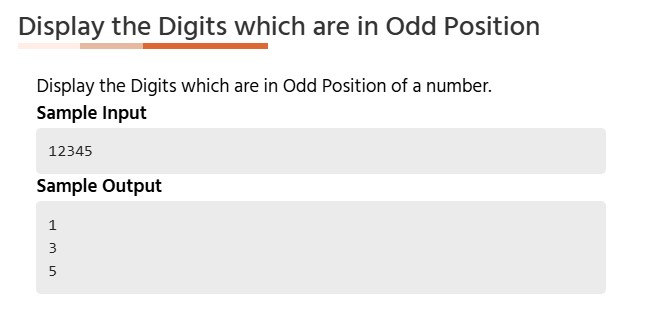 Display the Digits which are in Odd Position
Display the Digits which are in Odd Position of a number.
Sample Input
12345
Sample Output
1
3
5